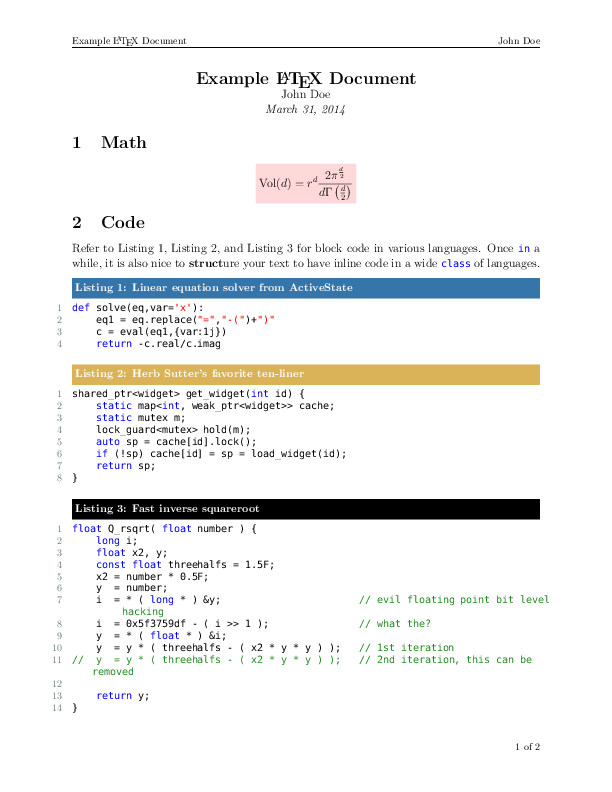 Example LATEX Document John Doe
Example LATEX Document
John Doe
March 31, 2014
1 Math
Vol(d) = r^d 2π^(d/2) / dΓ(d/2)
2 Code
Refer to Listing 1, Listing 2, and Listing 3 for block code in various languages. Once in a
while, it is also nice to structure your text to have inline code in a wide class of languages.
Listing 1: Linear equation solver from ActiveState
1 def solve(eq,var='x'):
2     eq1 = eq.replace("=","-(")+")"
3     c = eval(eq1,{var:1j})
4     return -c.real/c.imag
Listing 2: Herb Sutter's favorite ten-liner
1 shared_ptr<widget> get_widget(int id) {
2     static map<int, weak_ptr<widget>> cache;
3     static mutex m;
4     lock_guard<mutex> hold(m);
5     auto sp = cache[id].lock();
6     if (!sp) cache[id] = sp = load_widget(id);
7     return sp;
8 }
Listing 3: Fast inverse squareroot
1 float Q_rsqrt( float number ) {
2     long i;
3     float x2, y;
4     const float threehalfs = 1.5F;
5     x2 = number * 0.5F;
6     y  = number;
7     i  = * ( long * ) &y;                       // evil floating point bit level
hacking
8     i  = 0x5f3759df - ( i >> 1 );               // what the?
9     y  = * ( float * ) &i;
10     y  = y * ( threehalfs - ( x2 * y * y ) );   // 1st iteration
11 //  y  = y * ( threehalfs - ( x2 * y * y ) );   // 2nd iteration, this can be
removed
12
13     return y;
14 }
1 of 2